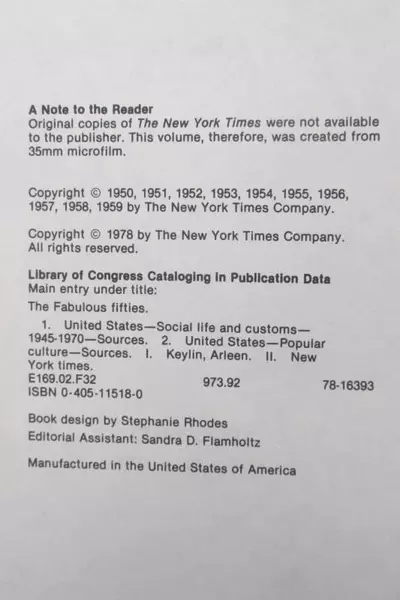 A Note to the Reader
Original copies of The New York Times were not available
to the publisher. This volume, therefore, was created from
35mm microfilm.
Copyright © 1950, 1951, 1952, 1953, 1954, 1955, 1956,
1957, 1958, 1959 by The New York Times Company.
Copyright © 1978 by The New York Times Company.
All rights reserved.
Library of Congress Cataloging in Publication Data
Main entry under title:
The Fabulous fifties.
1. United States—Social life and customs—
1945-1970—Sources. 2. United States—Popular
culture—Sources. I. Keylin, Arleen. II. New
York times.
E169.02.F32 973.92 78-16393
ISBN 0-405-11518-0
Book design by Stephanie Rhodes
Editorial Assistant: Sandra D. Flamholtz
Manufactured in the United States of America